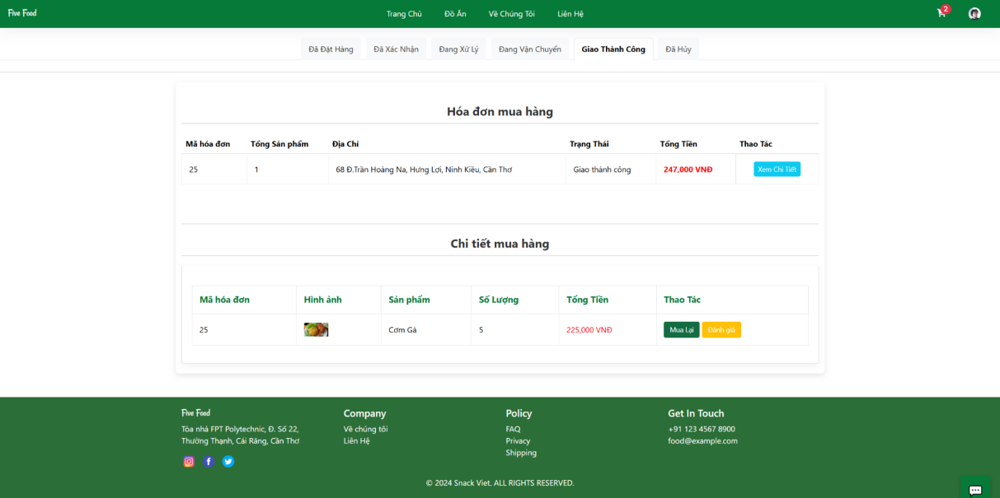 Five Food
Trang Chủ Đồ Ăn Về Chúng Tôi Liên Hệ
2
Đã Đặt Hàng Đã Xác Nhận Đang Xử Lý Đang Vận Chuyển Giao Thành Công Đã Hủy
Hóa đơn mua hàng
Mã hóa đơn Tổng Sản phẩm Địa Chỉ Trạng Thái Tổng Tiền Thao Tác
25 1 68 Đ.Trần Hoàng Na, Hưng Lợi, Ninh Kiều, Cần Thơ Giao thành công 247,000 VNĐ Xem Chi Tiết
Chi tiết mua hàng
Mã hóa đơn Hình ảnh Sản phẩm Số Lượng Tổng Tiền Thao Tác
25 Cơm Gà 5 225,000 VNĐ Mua Lại Đánh giá
Five Food
Tòa nhà FPT Polytechnic, Đ. Số 22,
Thường Thạnh, Cái Răng, Cần Thơ
Company
Về chúng tôi
Liên Hệ
Policy
FAQ
Privacy
Shipping
Get In Touch
+91 123 4567 8900
food@example.com
© 2024 Snack Viet. ALL RIGHTS RESERVED.